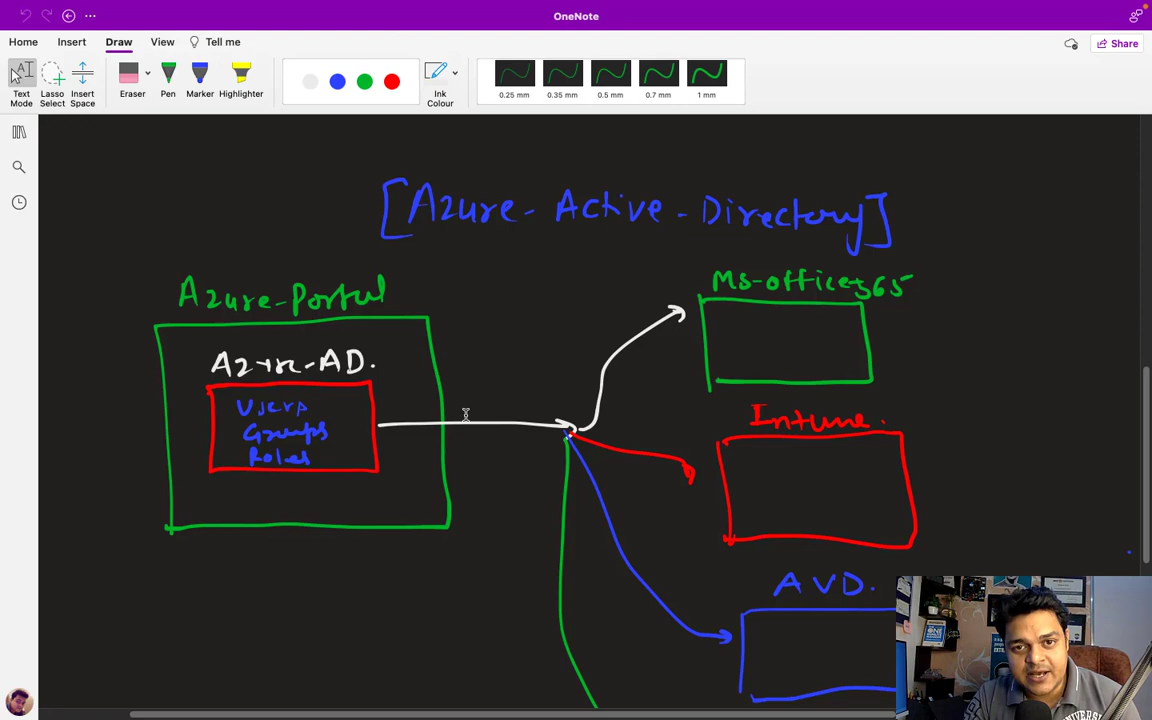 OneNote
Home Insert Draw View Tell me
Share
Text Mode
Lasso Select
Insert Space
Eraser
Pen
Marker
Highlighter
Ink Colour
0.25 mm
0.35 mm
0.5 mm
0.7 mm
1 mm
[Azure-Active-Directory]
Azure-Portal
Ms-office365
Azure-AD.
Users
Groups
Roles
Intune.
AVD.